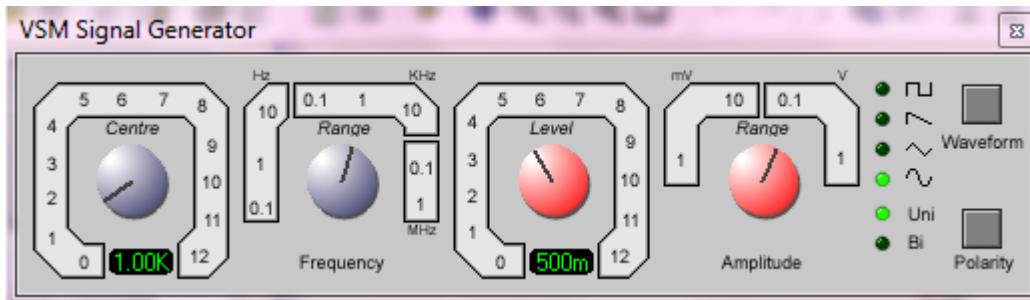 VSM Signal Generator
Hz KHz mV V
5 6 7 8 10 0.1 1 10 5 6 7 8 10 0.1
4 Centre 9 Range 4 Level 9 Range Waveform
3 10 1 0.1 3 10 1 1
2 11 0.1 1 2 11 Uni
1 12 MHz 1 12 Bi
0 1.00K Frequency 0 500m Amplitude Polarity